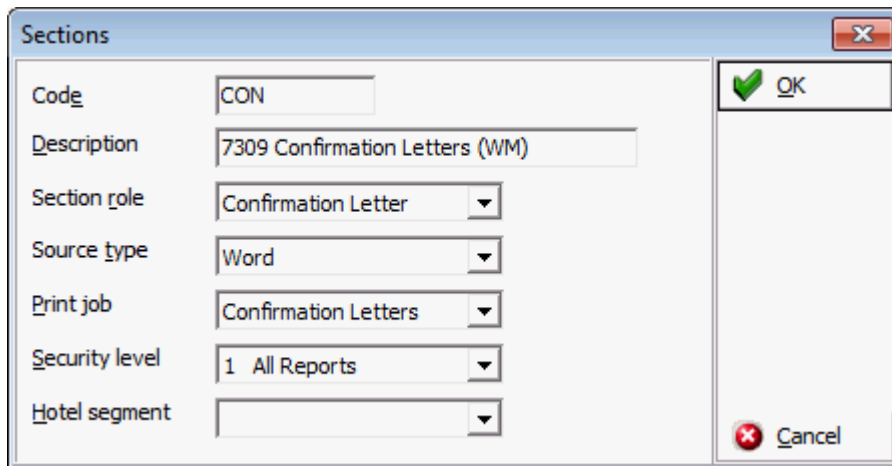 Sections
Code CON
Description 7309 Confirmation Letters (WM)
Section role Confirmation Letter
Source type Word
Print job Confirmation Letters
Security level 1 All Reports
Hotel segment
OK
Cancel